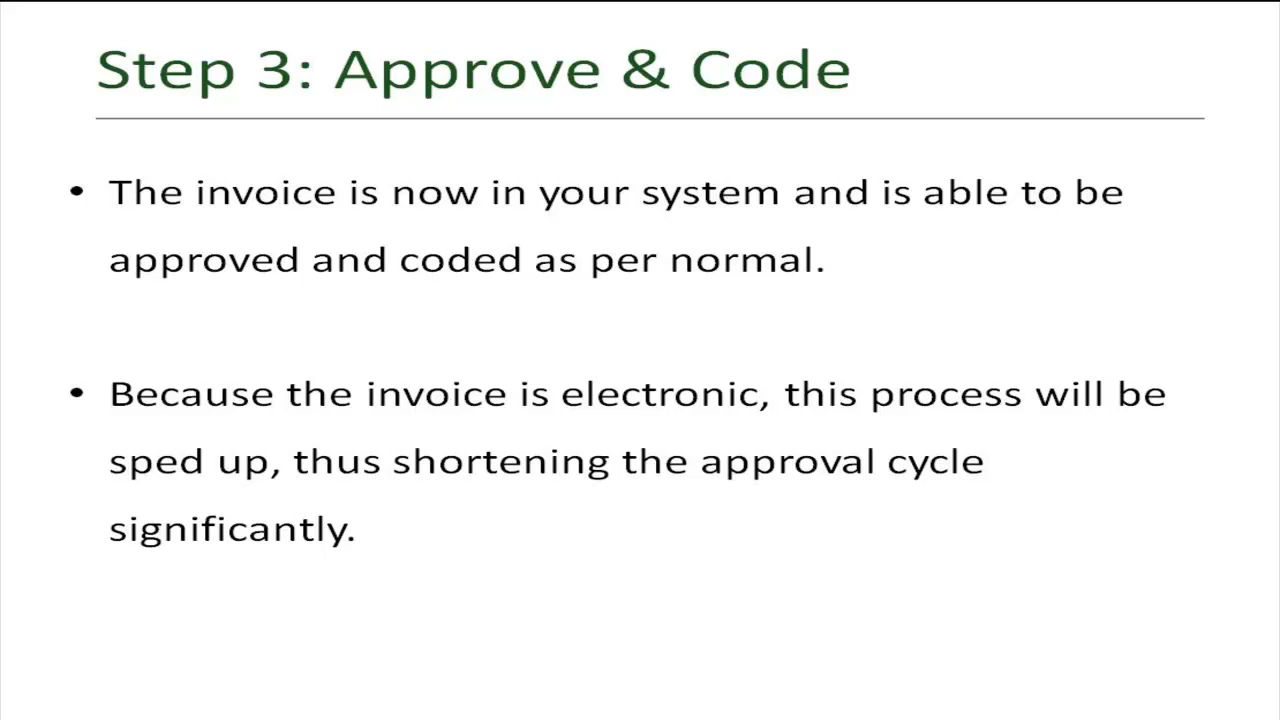 Step 3: Approve & Code
• The invoice is now in your system and is able to be
approved and coded as per normal.
• Because the invoice is electronic, this process will be
sped up, thus shortening the approval cycle
significantly.